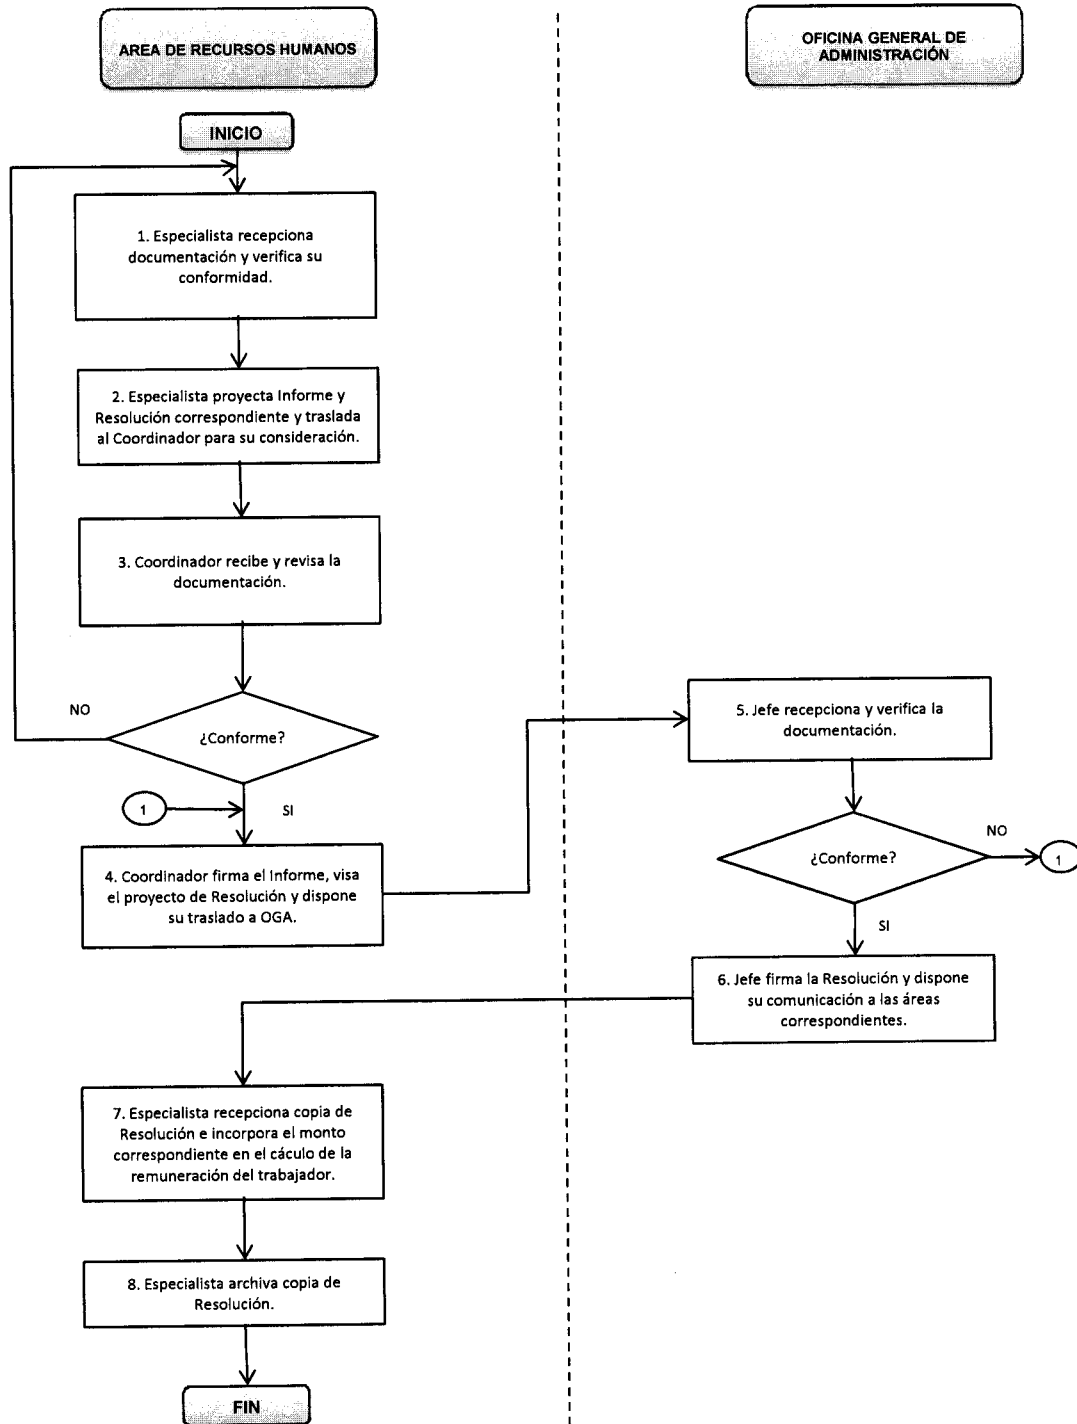 AREA DE RECURSOS HUMANOS
OFICINA GENERAL DE
ADMINISTRACIÓN
INICIO
1. Especialista recepciona
documentación y verifica su
conformidad.
2. Especialista proyecta Informe y
Resolución correspondiente y traslada
al Coordinador para su consideración.
3. Coordinador recibe y revisa la
documentación.
NO
¿Conforme?
1
SI
4. Coordinador firma el Informe, visa
el proyecto de Resolución y dispone
su traslado a OGA.
5. Jefe recepciona y verifica la
documentación.
¿Conforme?
NO
1
SI
6. Jefe firma la Resolución y dispone
su comunicación a las áreas
correspondientes.
7. Especialista recepciona copia de
Resolución e incorpora el monto
correspondiente en el cáculo de la
remuneración del trabajador.
8. Especialista archiva copia de
Resolución.
FIN